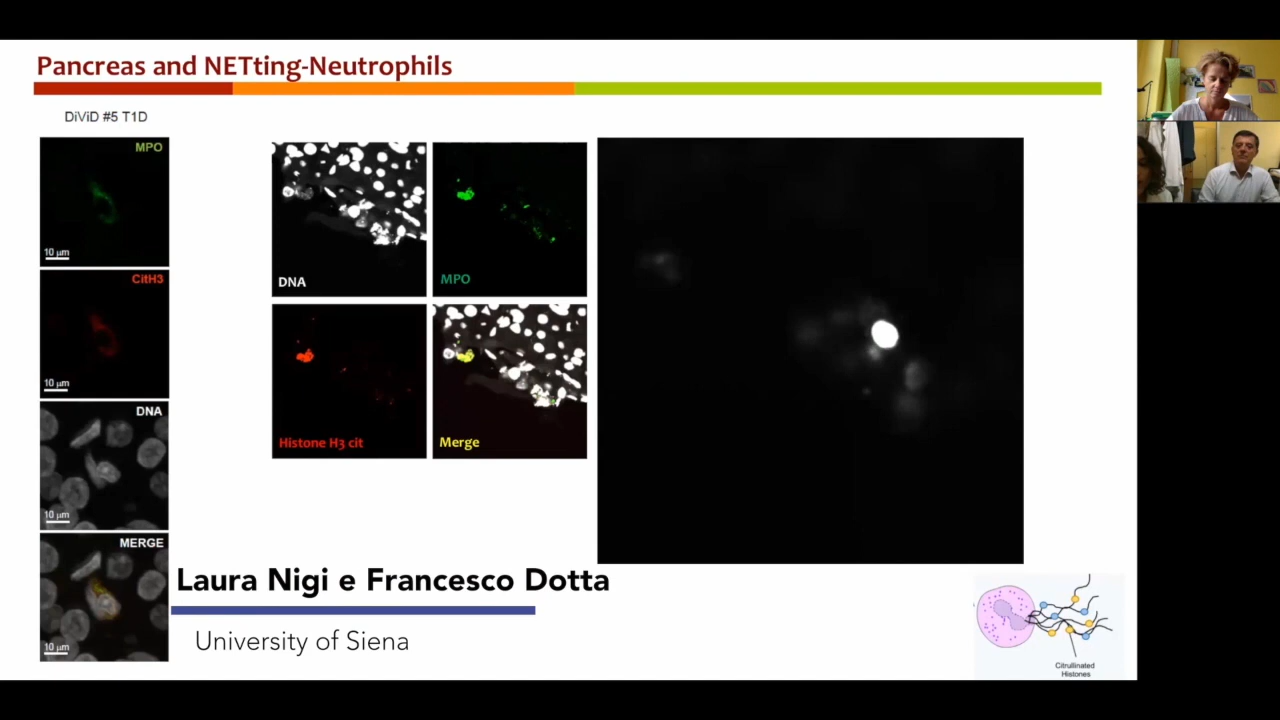 Pancreas and NETting-Neutrophils
DiViD #5 T1D
MPO
10 µm
CitH3
10 µm
DNA
10 µm
MERGE
10 µm
DNA
MPO
Histone H3 cit
Merge
Laura Nigi e Francesco Dotta
University of Siena
Citrullinated
Histones